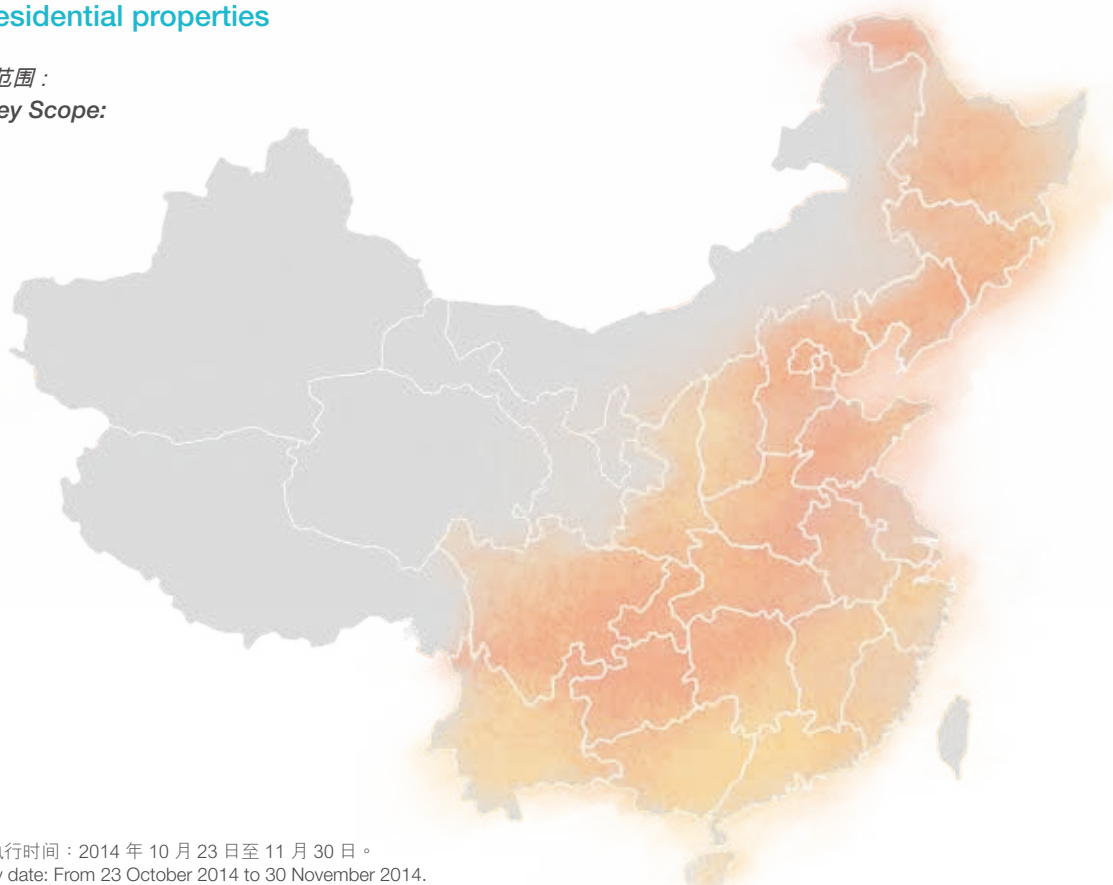 esidential properties
范围：
ey Scope:
执行时间：2014 年 10 月 23 日至 11 月 30 日。
y date: From 23 October 2014 to 30 November 2014.